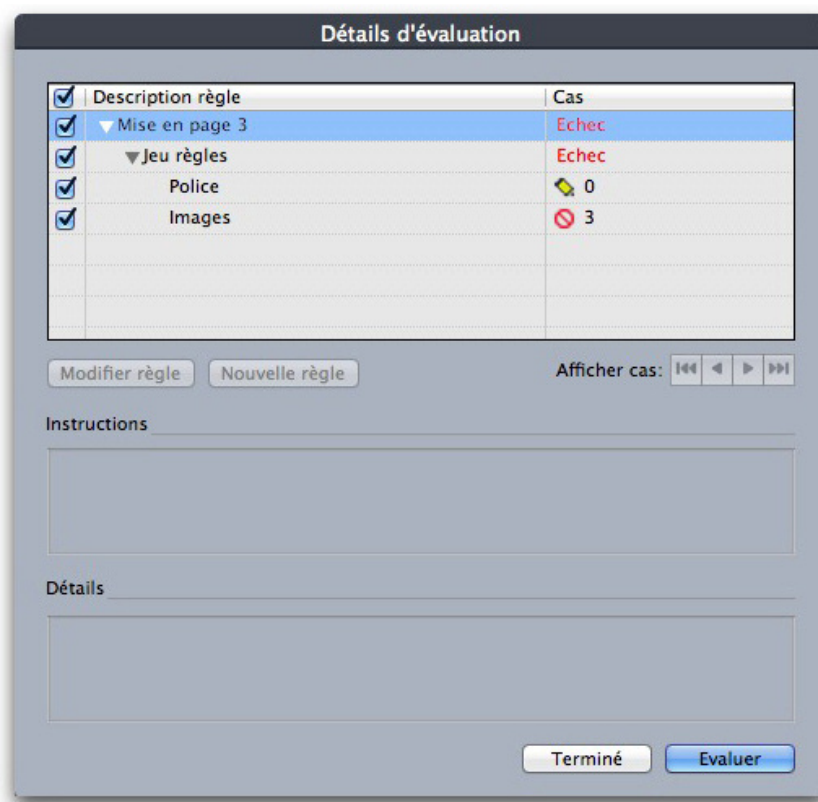 Détails d'évaluation
Description règle Cas
Mise en page 3 Echec
Jeu règles Echec
Police 0
Images 3
Modifier règle Nouvelle règle Afficher cas:
Instructions
Détails
Terminé Evaluer